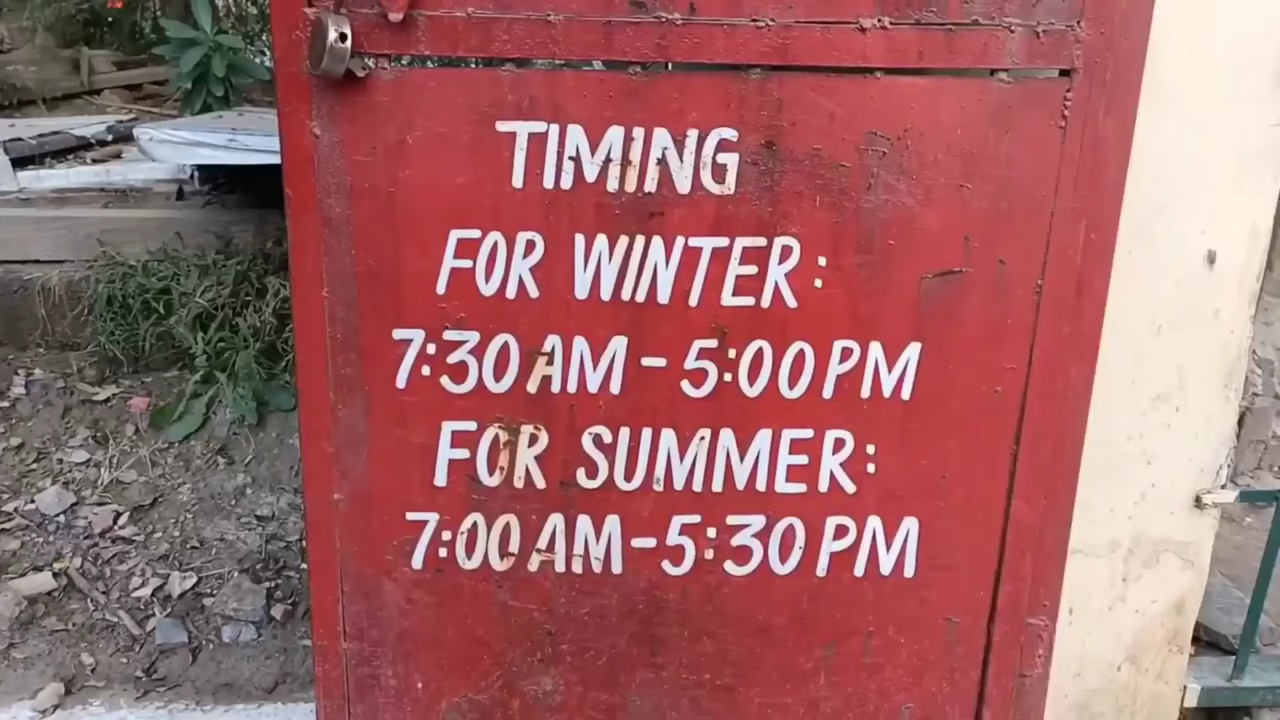 TIMING
FOR WINTER:
7:30 AM - 5:00 PM
FOR SUMMER:
7:00 AM - 5:30 PM